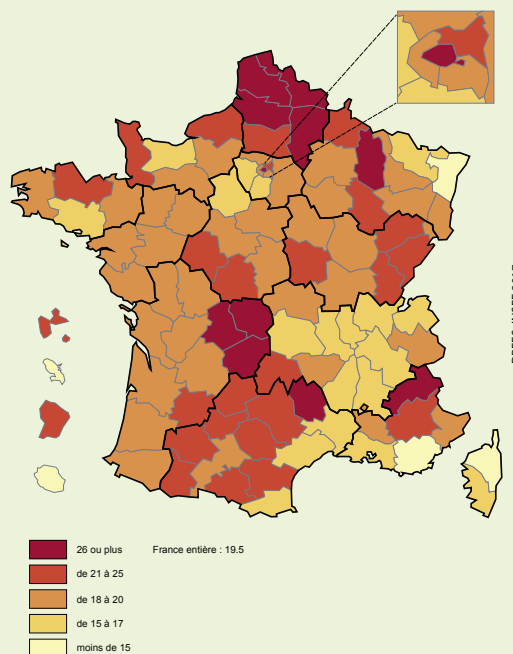 26 ou plus France entière : 19.5
de 21 à 25
de 18 à 20
de 15 à 17
moins de 15